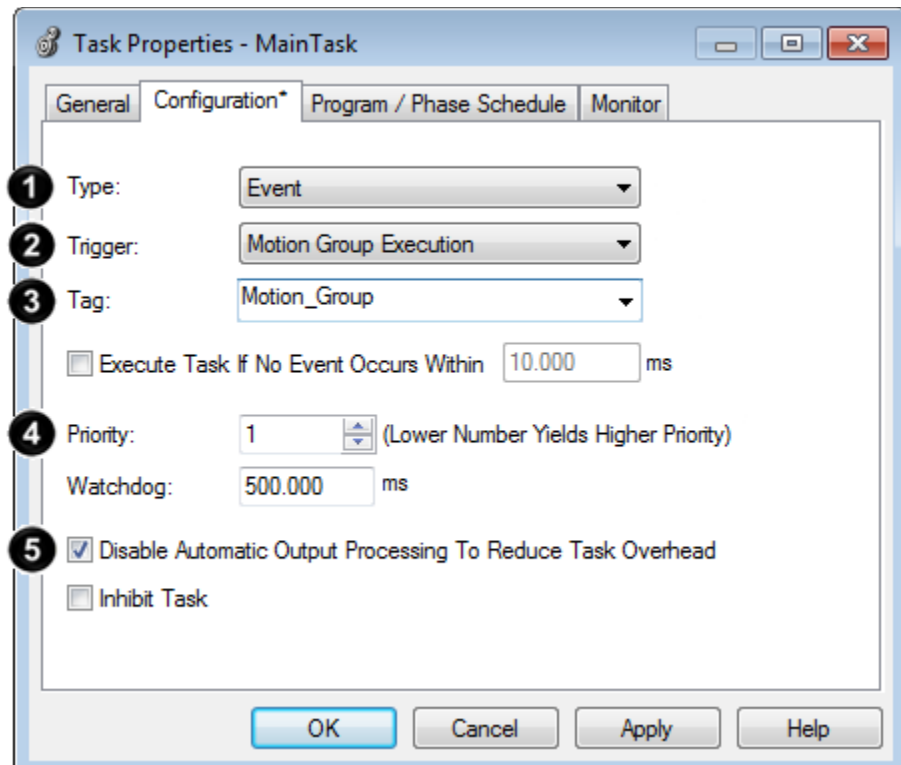 Task Properties - MainTask
General Configuration* Program / Phase Schedule Monitor
1 Type: Event
2 Trigger: Motion Group Execution
3 Tag: Motion_Group
Execute Task If No Event Occurs Within 10.000 ms
4 Priority: 1 (Lower Number Yields Higher Priority)
Watchdog: 500.000 ms
5 Disable Automatic Output Processing To Reduce Task Overhead
Inhibit Task
OK Cancel Apply Help